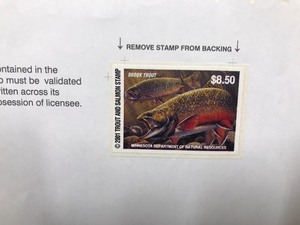 ↓ REMOVE STAMP FROM BACKING ↓
ontained in the
must be validated
ritten across its
ossession of licensee.
BROOK TROUT
$8.50
© 2001 TROUT AND SALMON STAMP
MINNESOTA DEPARTMENT OF NATURAL RESOURCES